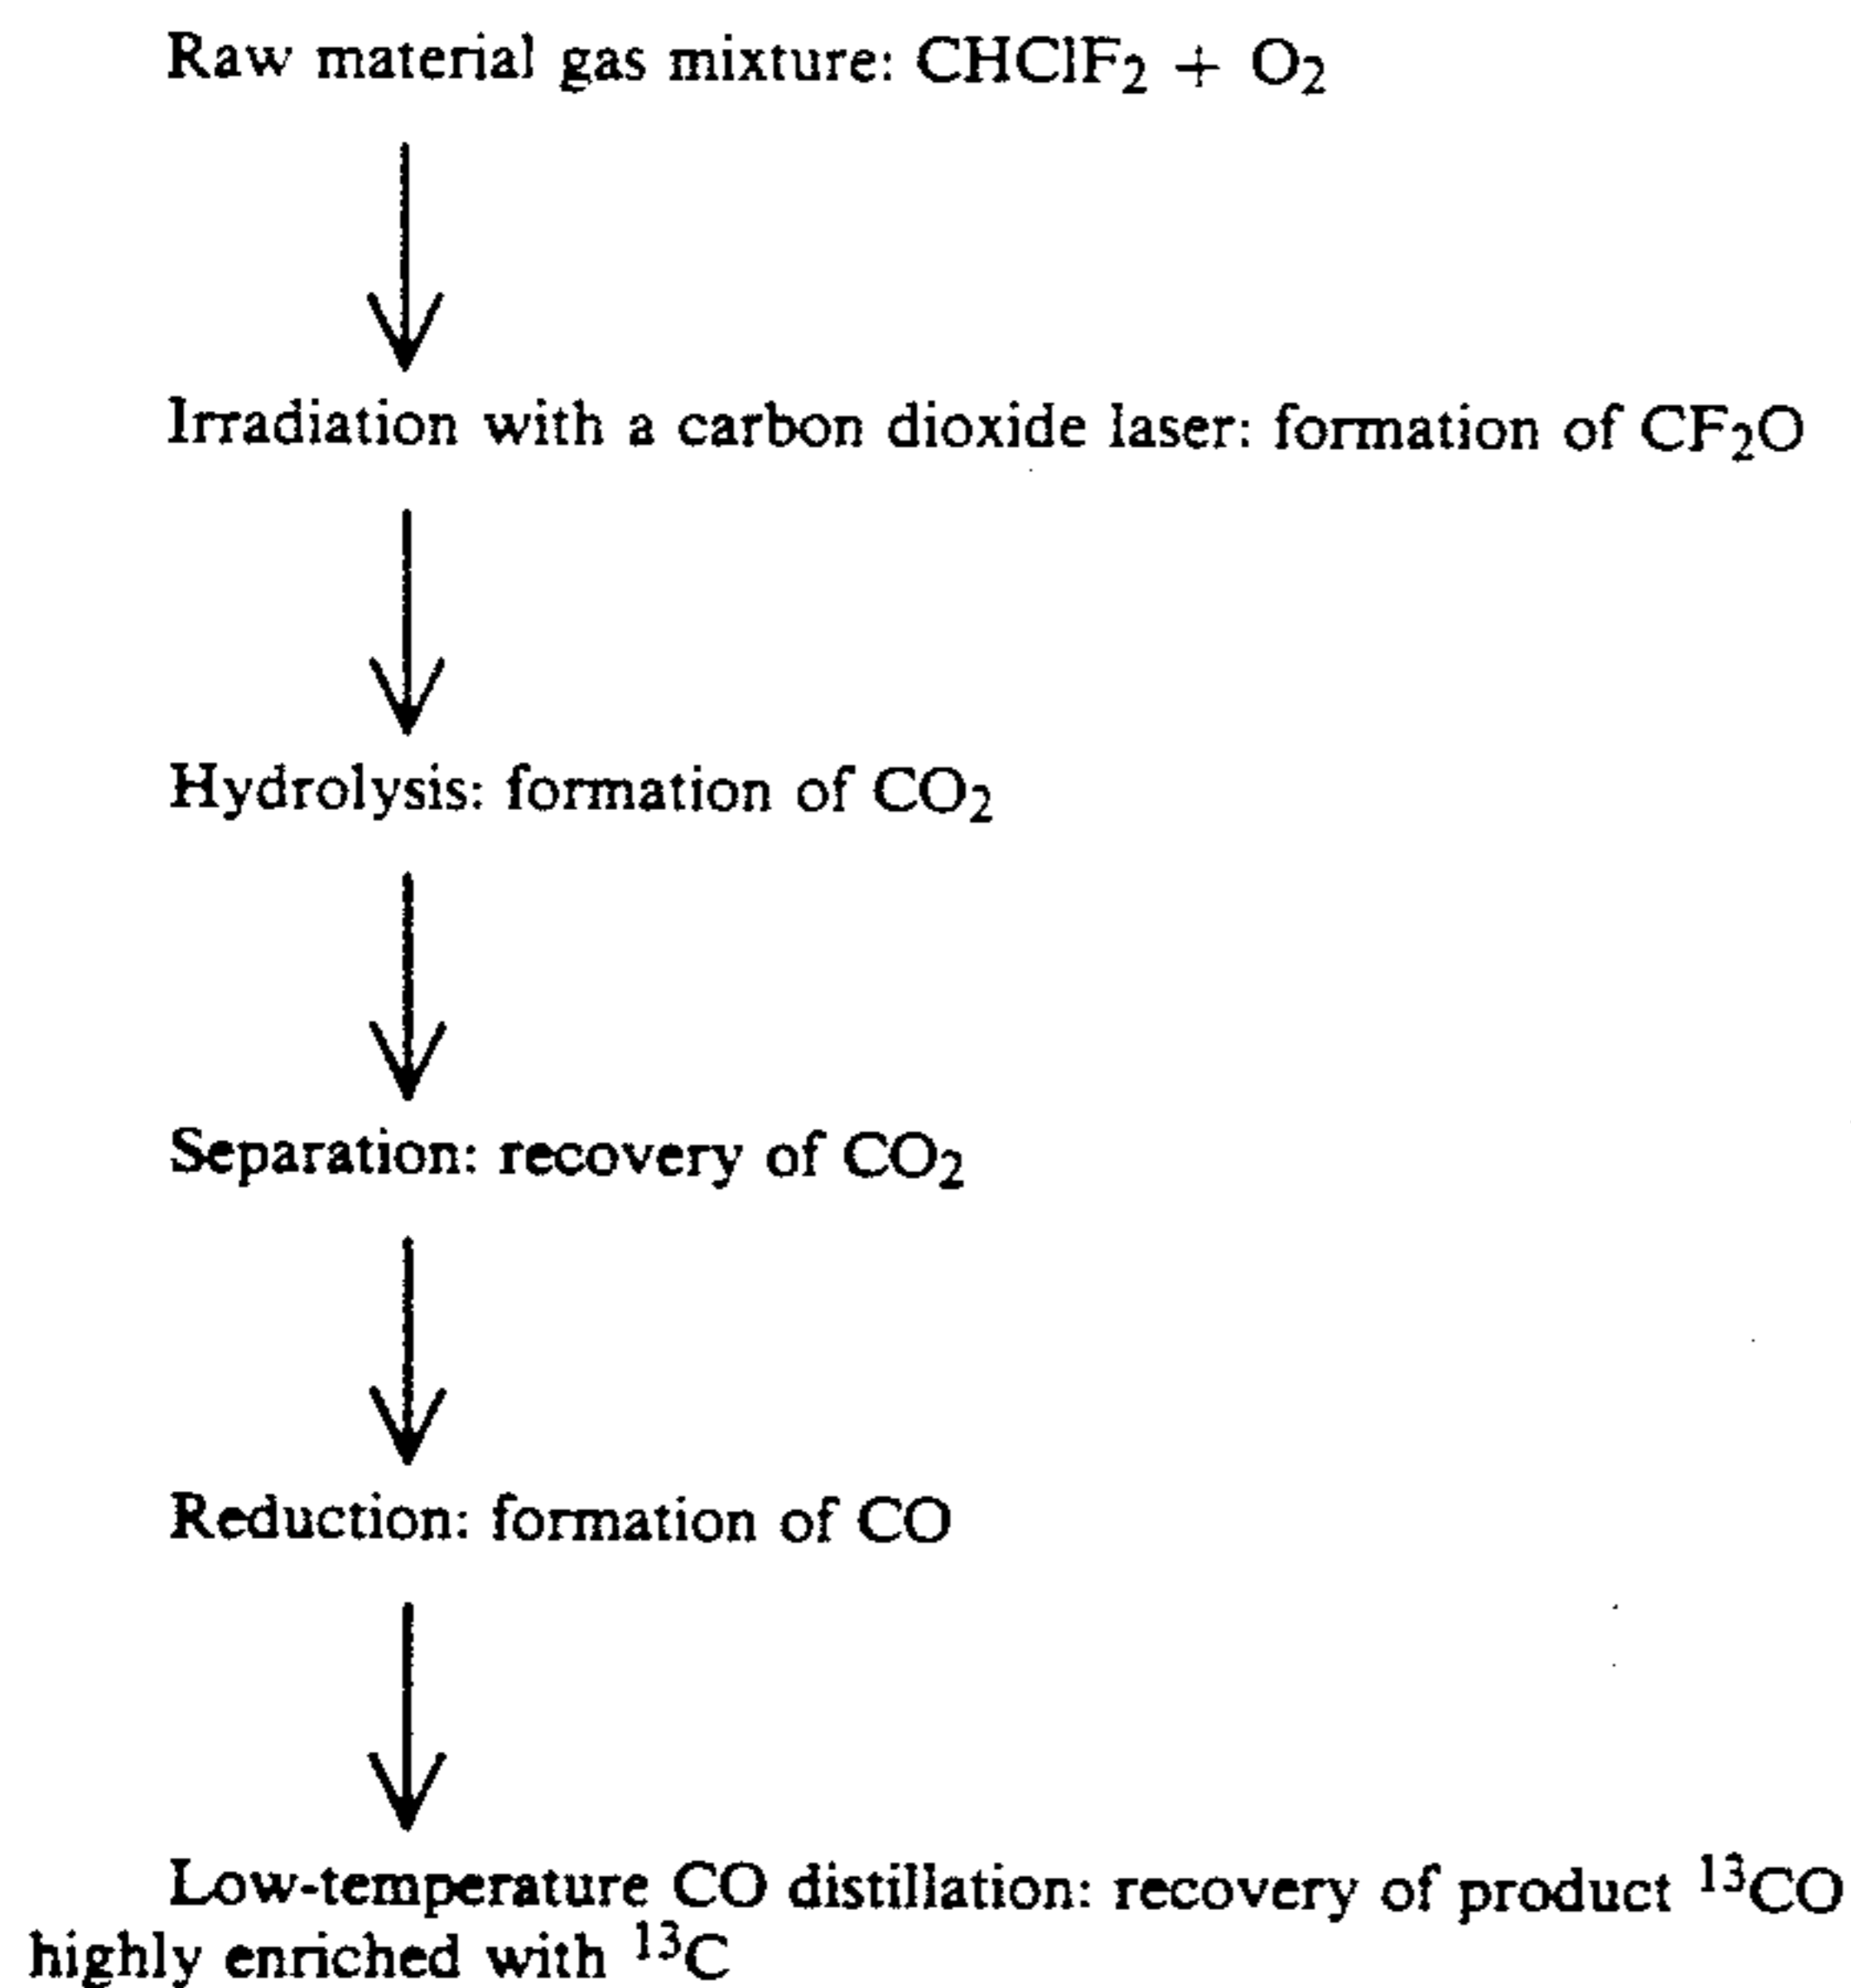 Raw material gas mixture: CHClF₂ + O₂
Irradiation with a carbon dioxide laser: formation of CF₂O
Hydrolysis: formation of CO₂
Separation: recovery of CO₂
Reduction: formation of CO
Low-temperature CO distillation: recovery of product ¹³CO
highly enriched with ¹³C